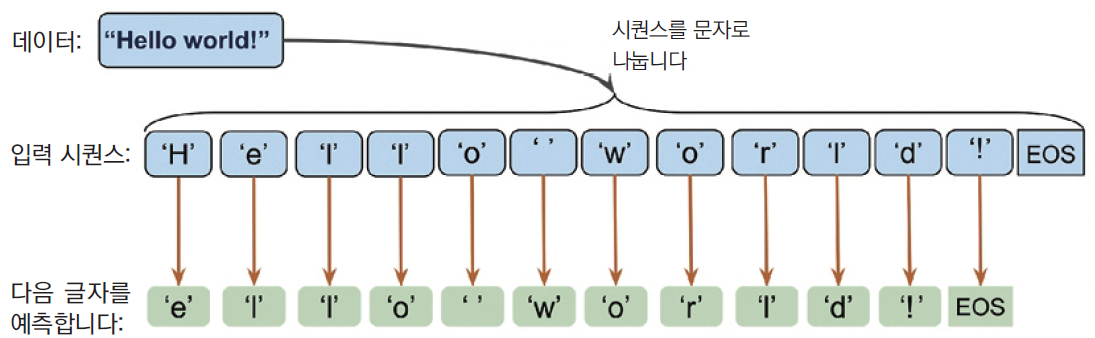 데이터: “Hello world!”
시퀀스를 문자로
나눕니다
입력 시퀀스: ‘H’ ‘e’ ‘l’ ‘l’ ‘o’ ‘ ’ ‘w’ ‘o’ ‘r’ ‘l’ ‘d’ ‘!’ EOS
다음 글자를
예측합니다: ‘e’ ‘l’ ‘l’ ‘o’ ‘ ’ ‘w’ ‘o’ ‘r’ ‘l’ ‘d’ ‘!’ EOS